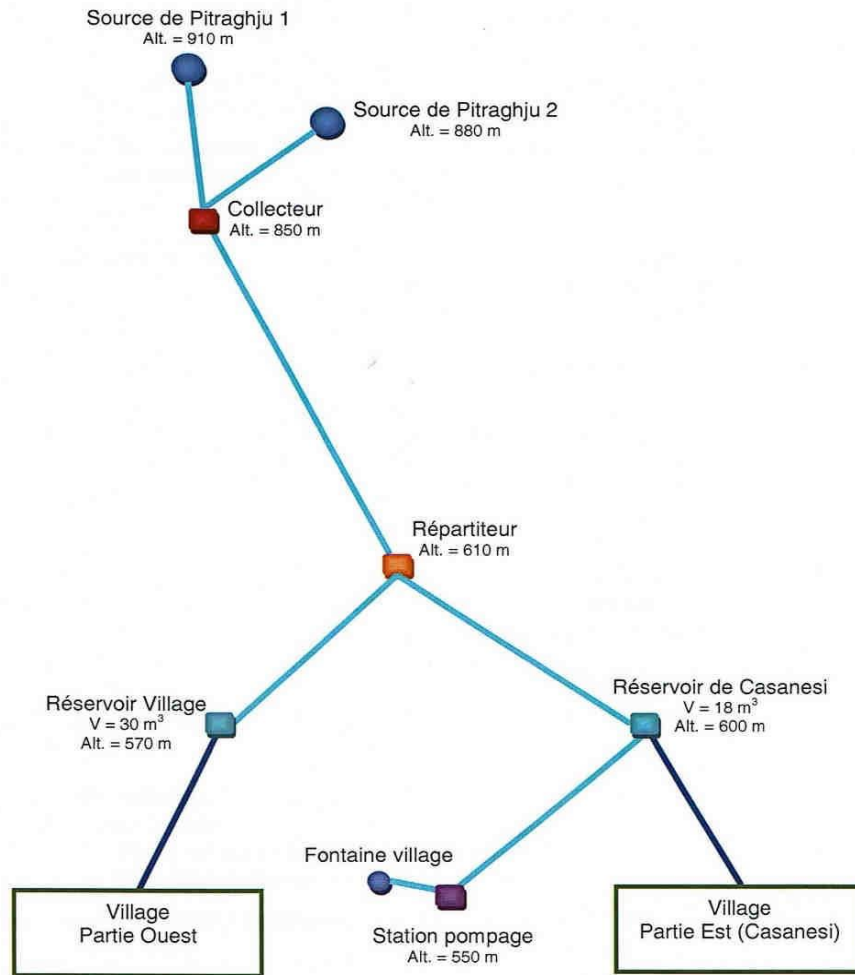 Source de Pitraghju 1
Alt. = 910 m
Source de Pitraghju 2
Alt. = 880 m
Collecteur
Alt. = 850 m
Répartiteur
Alt. = 610 m
Réservoir Village
V = 30 m³
Alt. = 570 m
Réservoir de Casanesi
V = 18 m³
Alt. = 600 m
Fontaine village
Station pompage
Alt. = 550 m
Village
Partie Ouest
Village
Partie Est (Casanesi)